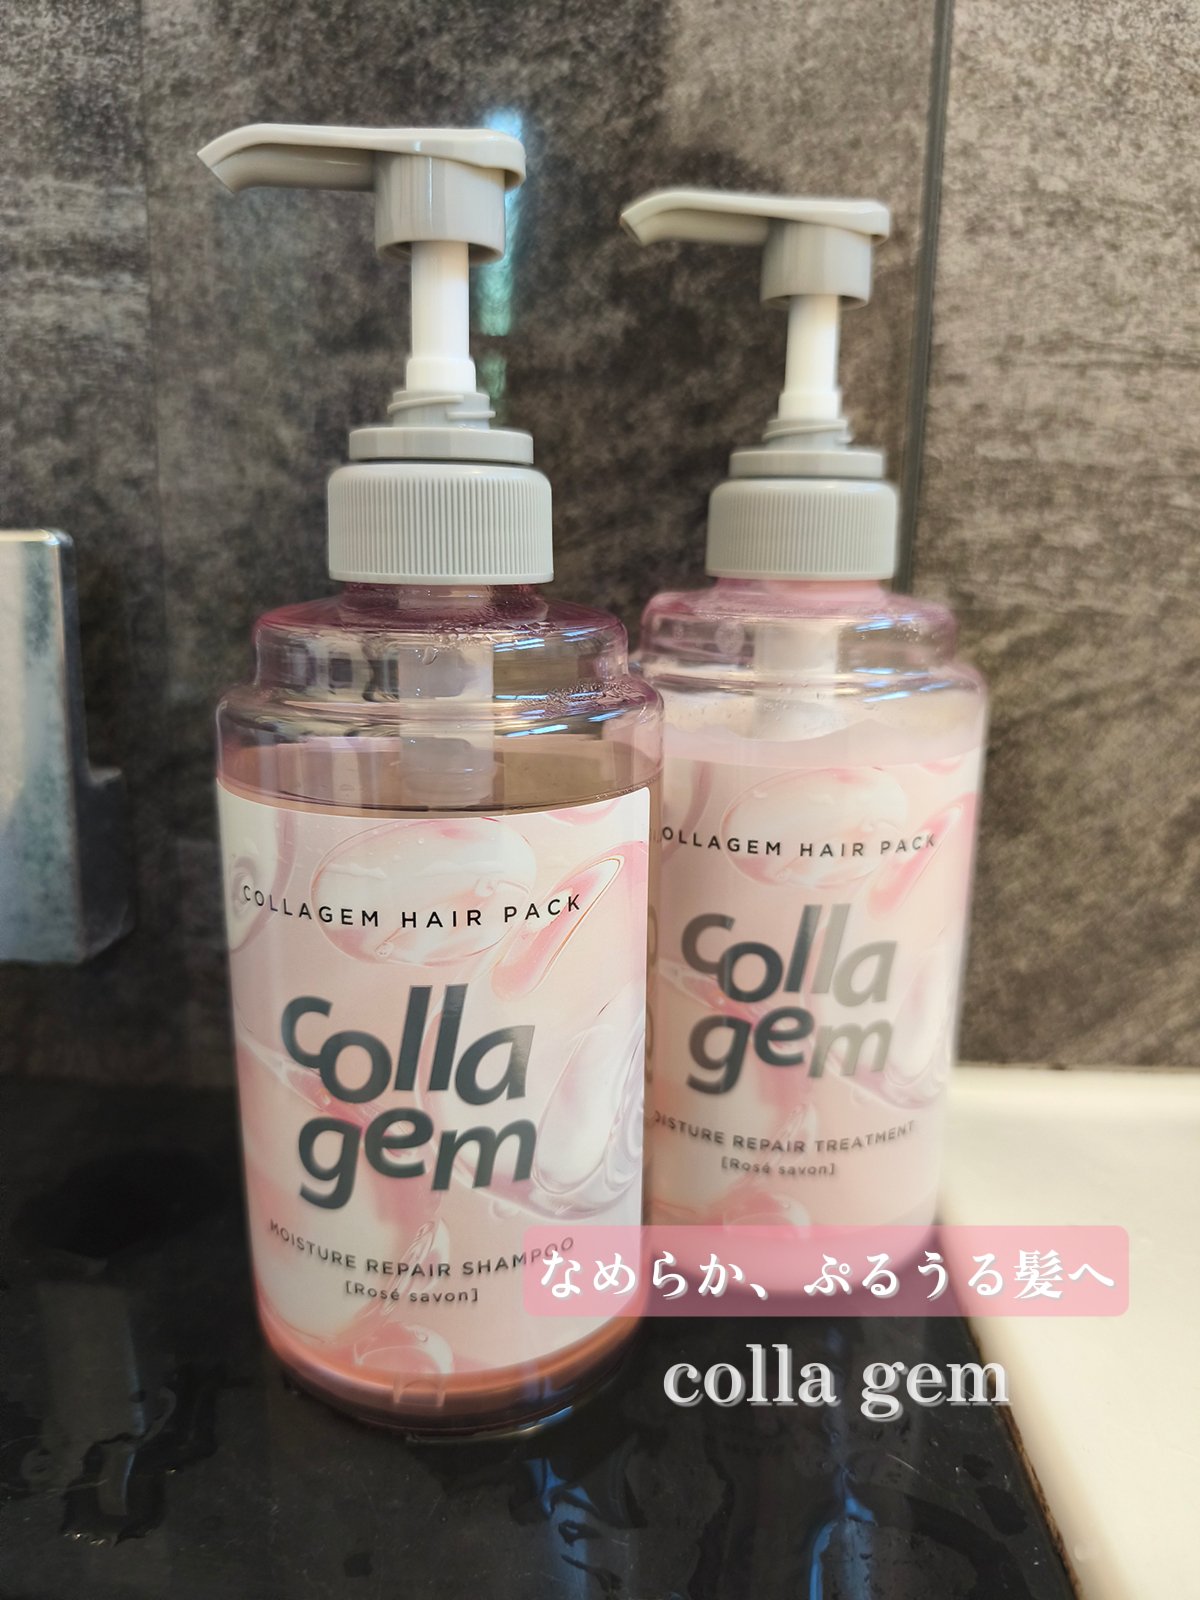 COLLAGEM HAIR PACK
colla
gem
MOISTURE REPAIR SHAMPOO
[Rosé savon]
OLLAGEM HAIR PACK
colla
gem
OISTURE REPAIR TREATMENT
[Rosé savon]
なめらか、ぷるうる髪へ
colla gem